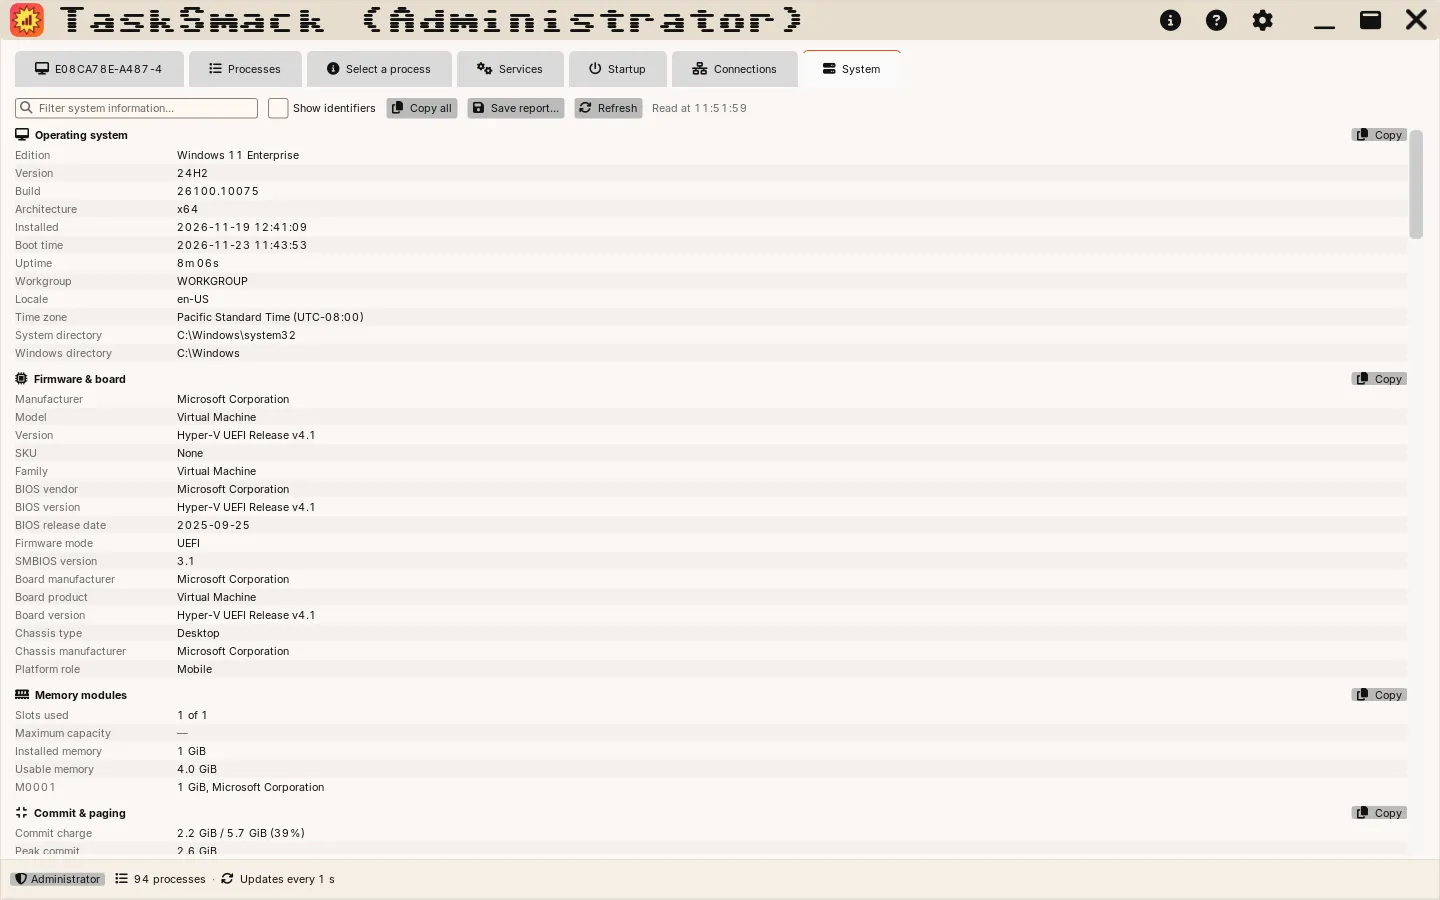 TaskSmack (Administrator)
E08CA78E-A487-4 Processes Select a process Services Startup Connections System
Filter system information... Show identifiers Copy all Save report... Refresh Read at 11:51:59
Operating system Copy
Edition Windows 11 Enterprise
Version 24H2
Build 26100.10075
Architecture x64
Installed 2026-11-19 12:41:09
Boot time 2026-11-23 11:43:53
Uptime 8m 06s
Workgroup WORKGROUP
Locale en-US
Time zone Pacific Standard Time (UTC-08:00)
System directory C:\Windows\system32
Windows directory C:\Windows
Firmware & board Copy
Manufacturer Microsoft Corporation
Model Virtual Machine
Version Hyper-V UEFI Release v4.1
SKU None
Family Virtual Machine
BIOS vendor Microsoft Corporation
BIOS version Hyper-V UEFI Release v4.1
BIOS release date 2025-09-25
Firmware mode UEFI
SMBIOS version 3.1
Board manufacturer Microsoft Corporation
Board product Virtual Machine
Board version Hyper-V UEFI Release v4.1
Chassis type Desktop
Chassis manufacturer Microsoft Corporation
Platform role Mobile
Memory modules Copy
Slots used 1 of 1
Maximum capacity —
Installed memory 1 GiB
Usable memory 4.0 GiB
M0001 1 GiB, Microsoft Corporation
Commit & paging Copy
Commit charge 2.2 GiB / 5.7 GiB (39%)
Peak commit 2.6 GiB
Administrator 94 processes · Updates every 1 s